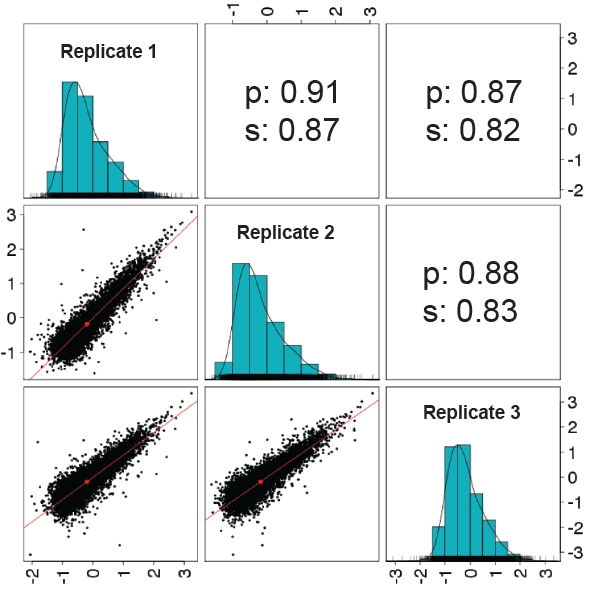 -1 0 1 2 3
Replicate 1
p: 0.91
s: 0.87
p: 0.87
s: 0.82
3
2
1
0
-1
-2
3
2
1
0
-1
Replicate 2
p: 0.88
s: 0.83
Replicate 3
3
2
1
0
-1
-2
-3
-2 -1 0 1 2 3
-3 -2 -1 0 1 2 3